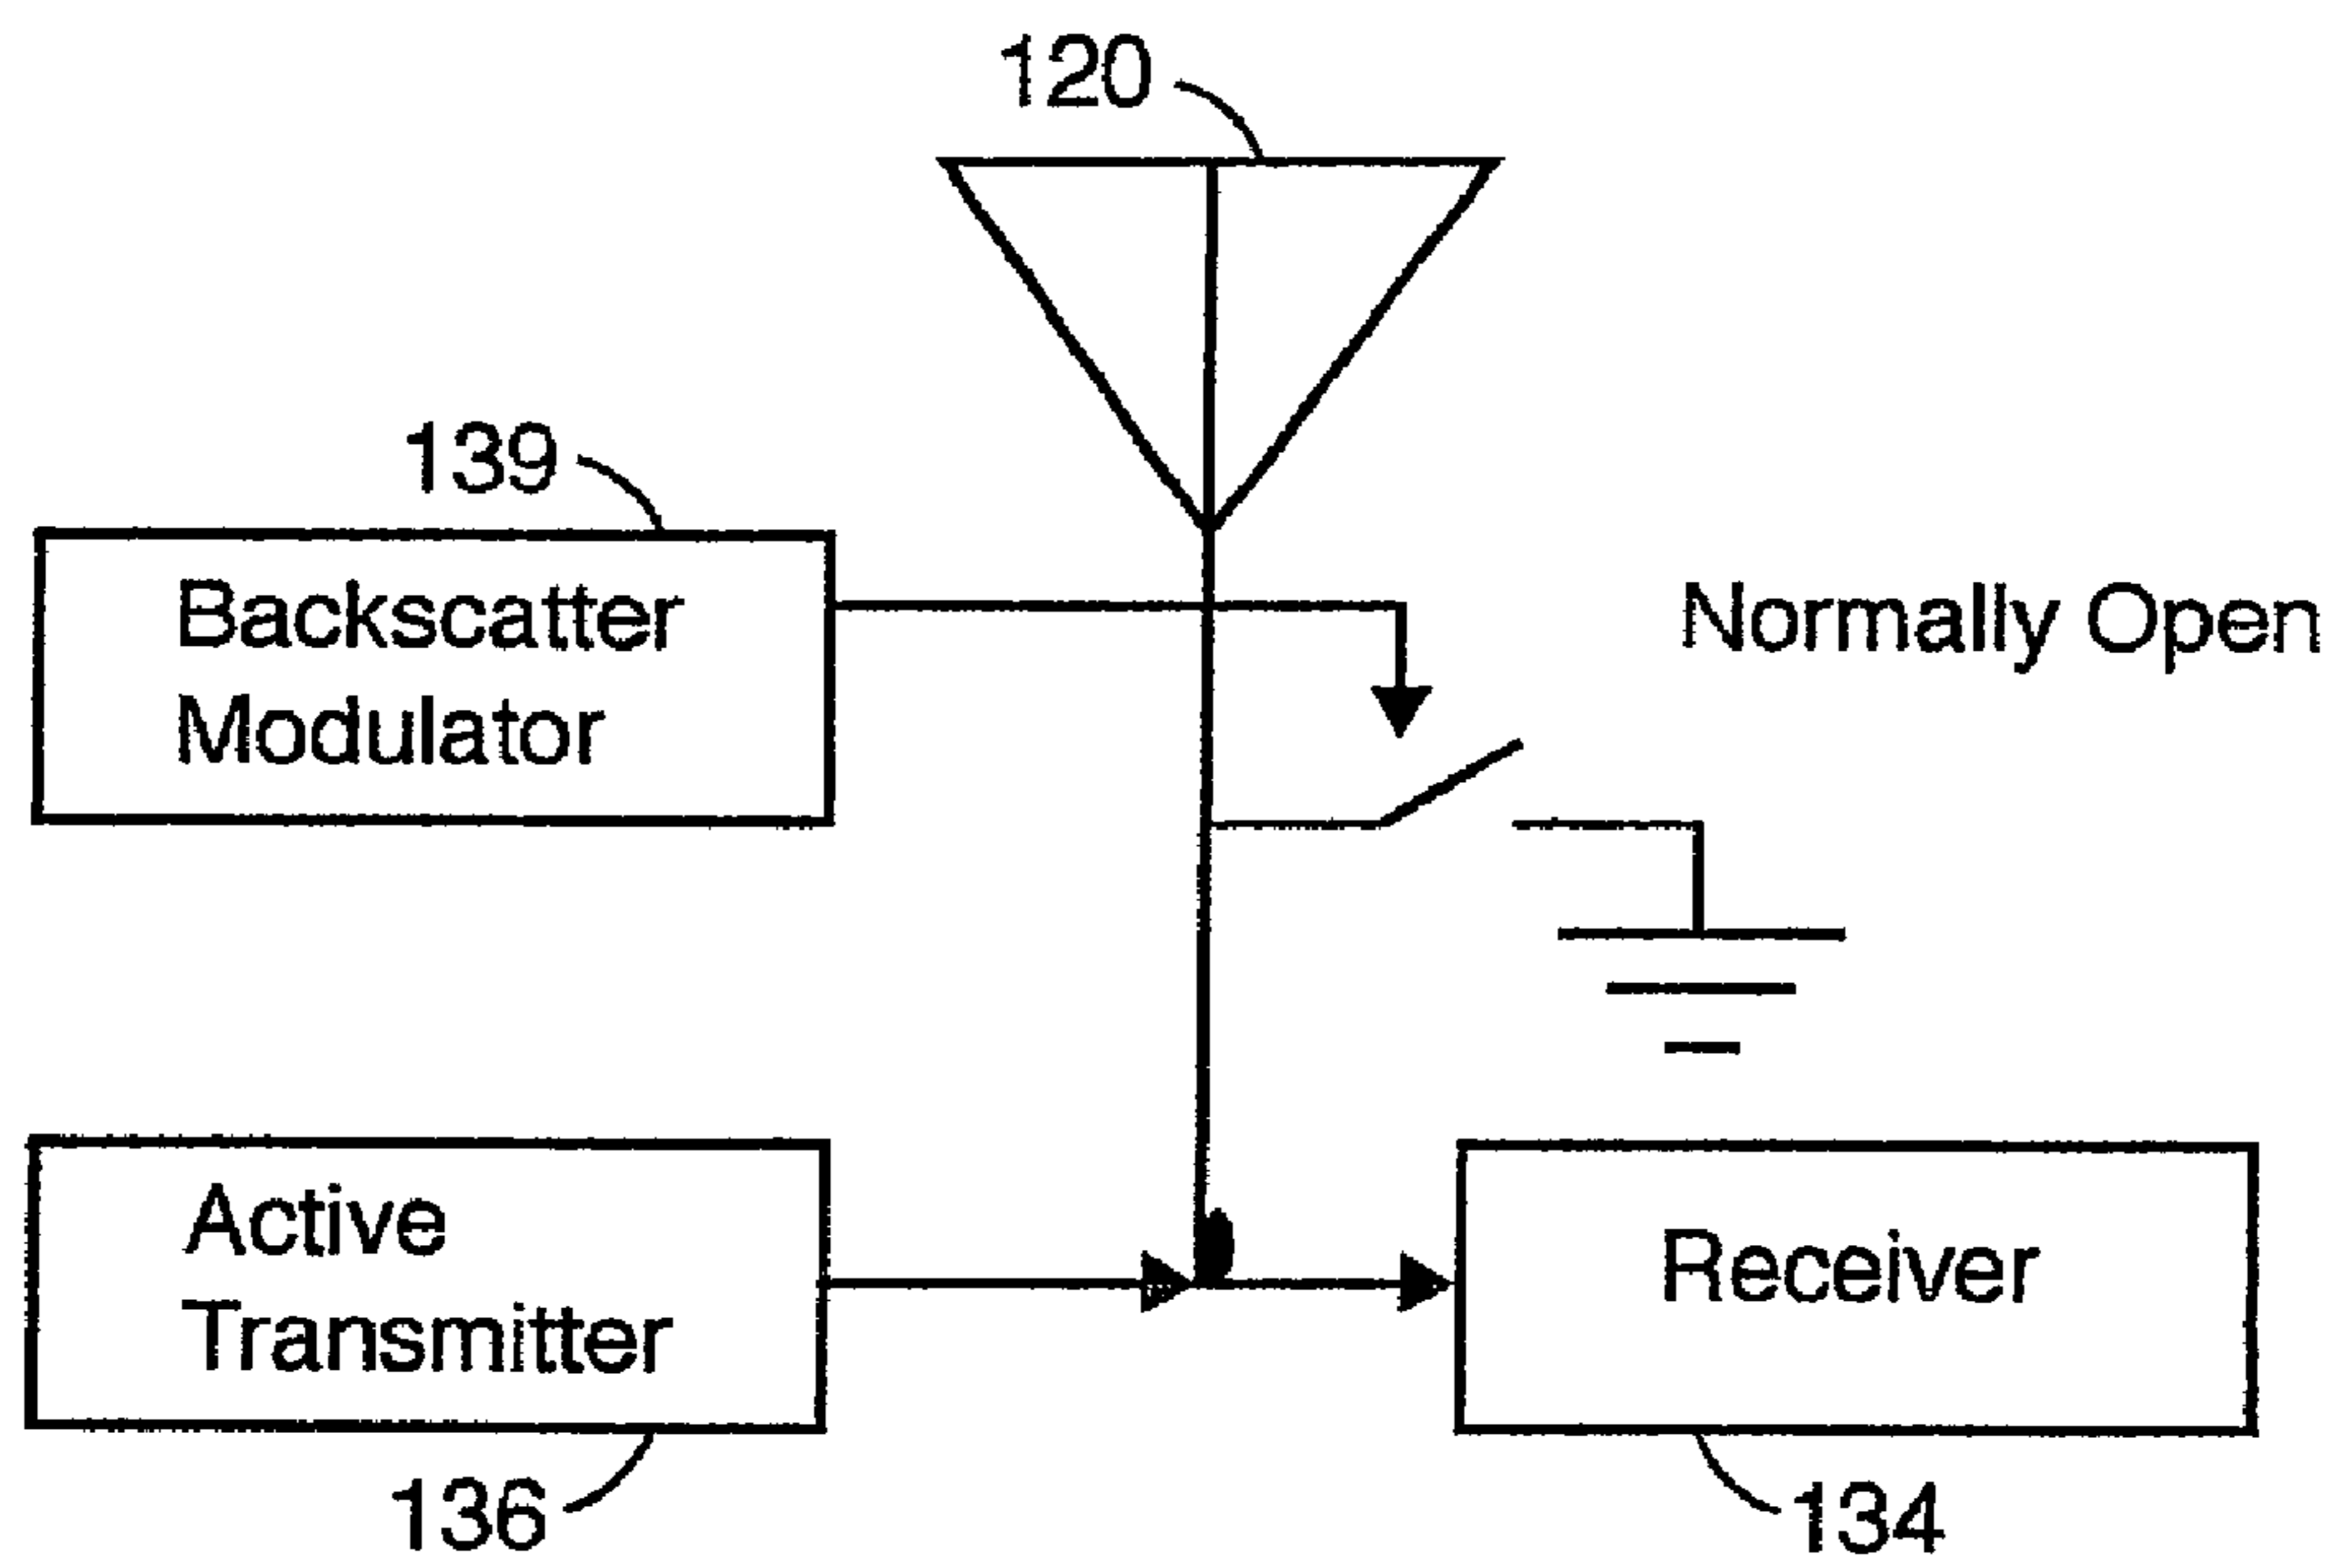 120
139
Backscatter
Modulator
Normally Open
Active
Transmitter
Receiver
136
134